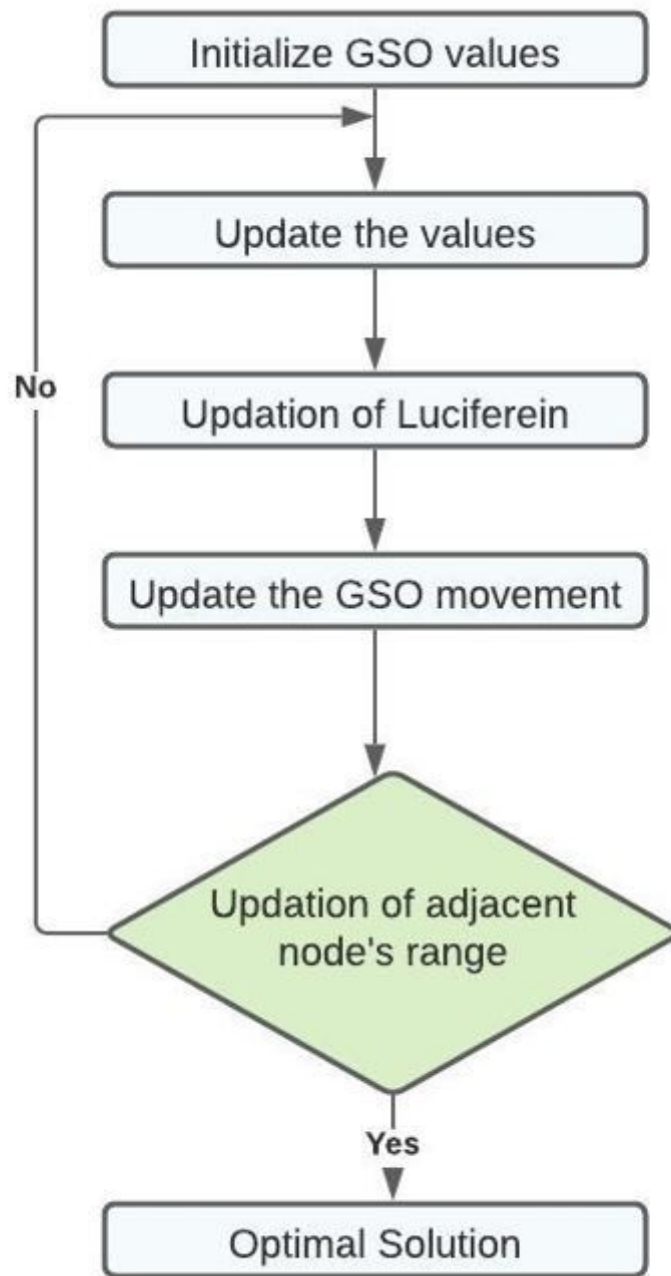 Initialize GSO values
Update the values
No
Updation of Luciferein
Update the GSO movement
Updation of adjacent
node's range
Yes
Optimal Solution